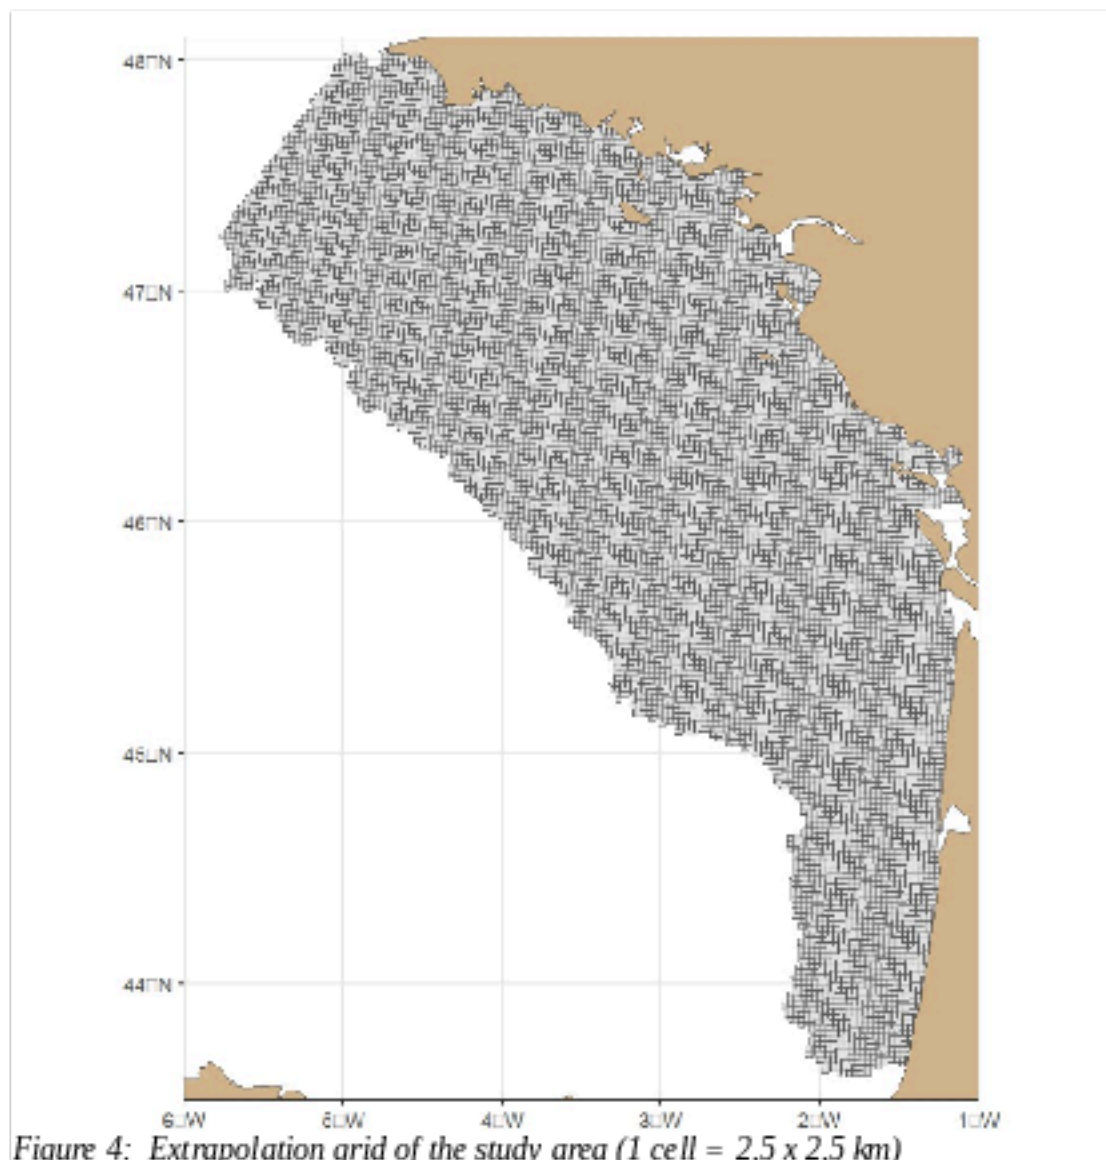 48□N
47□N
46□N
45□N
44□N
6□W 5□W 4□W 3□W 2□W 1□W
Figure 4: Extrapolation grid of the study area (1 cell = 2.5 x 2.5 km)